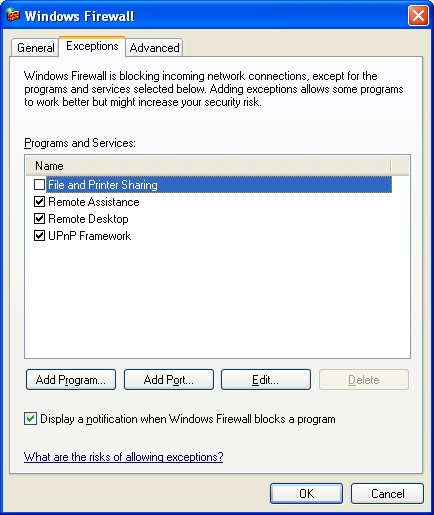 Windows Firewall
General
Exceptions
Advanced
Windows Firewall is blocking incoming network connections, except for the
programs and services selected below. Adding exceptions allows some programs
to work better but might increase your security risk.
Programs and Services:
Name
File and Printer Sharing
Remote Assistance
Remote Desktop
UPnP Framework
Add Program...
Add Port...
Edit...
Delete
Display a notification when Windows Firewall blocks a program
What are the risks of allowing exceptions?
OK
Cancel